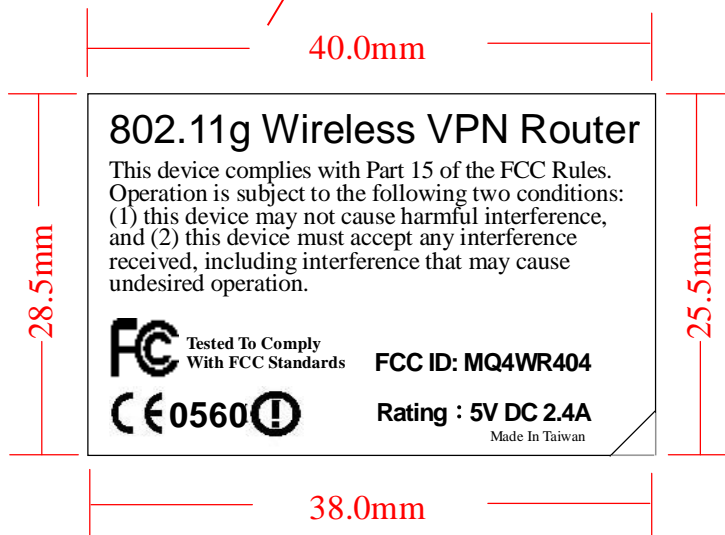 40.0mm
802.11g Wireless VPN Router
This device complies with Part 15 of the FCC Rules.
Operation is subject to the following two conditions:
(1) this device may not cause harmful interference,
and (2) this device must accept any interference
received, including interference that may cause
undesired operation.
28.5mm
25.5mm
FC Tested To Comply
With FCC Standards
FCC ID: MQ4WR404
CE0560
Rating：5V DC 2.4A
Made In Taiwan
38.0mm